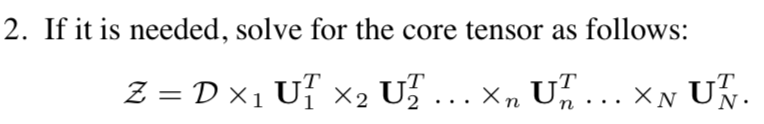 2. If it is needed, solve for the core tensor as follows:
𝒵 = 𝒟 ×₁ 𝐔₁ᵀ ×₂ 𝐔₂ᵀ … ×ₙ 𝐔ₙᵀ … ×_N 𝐔_Nᵀ.